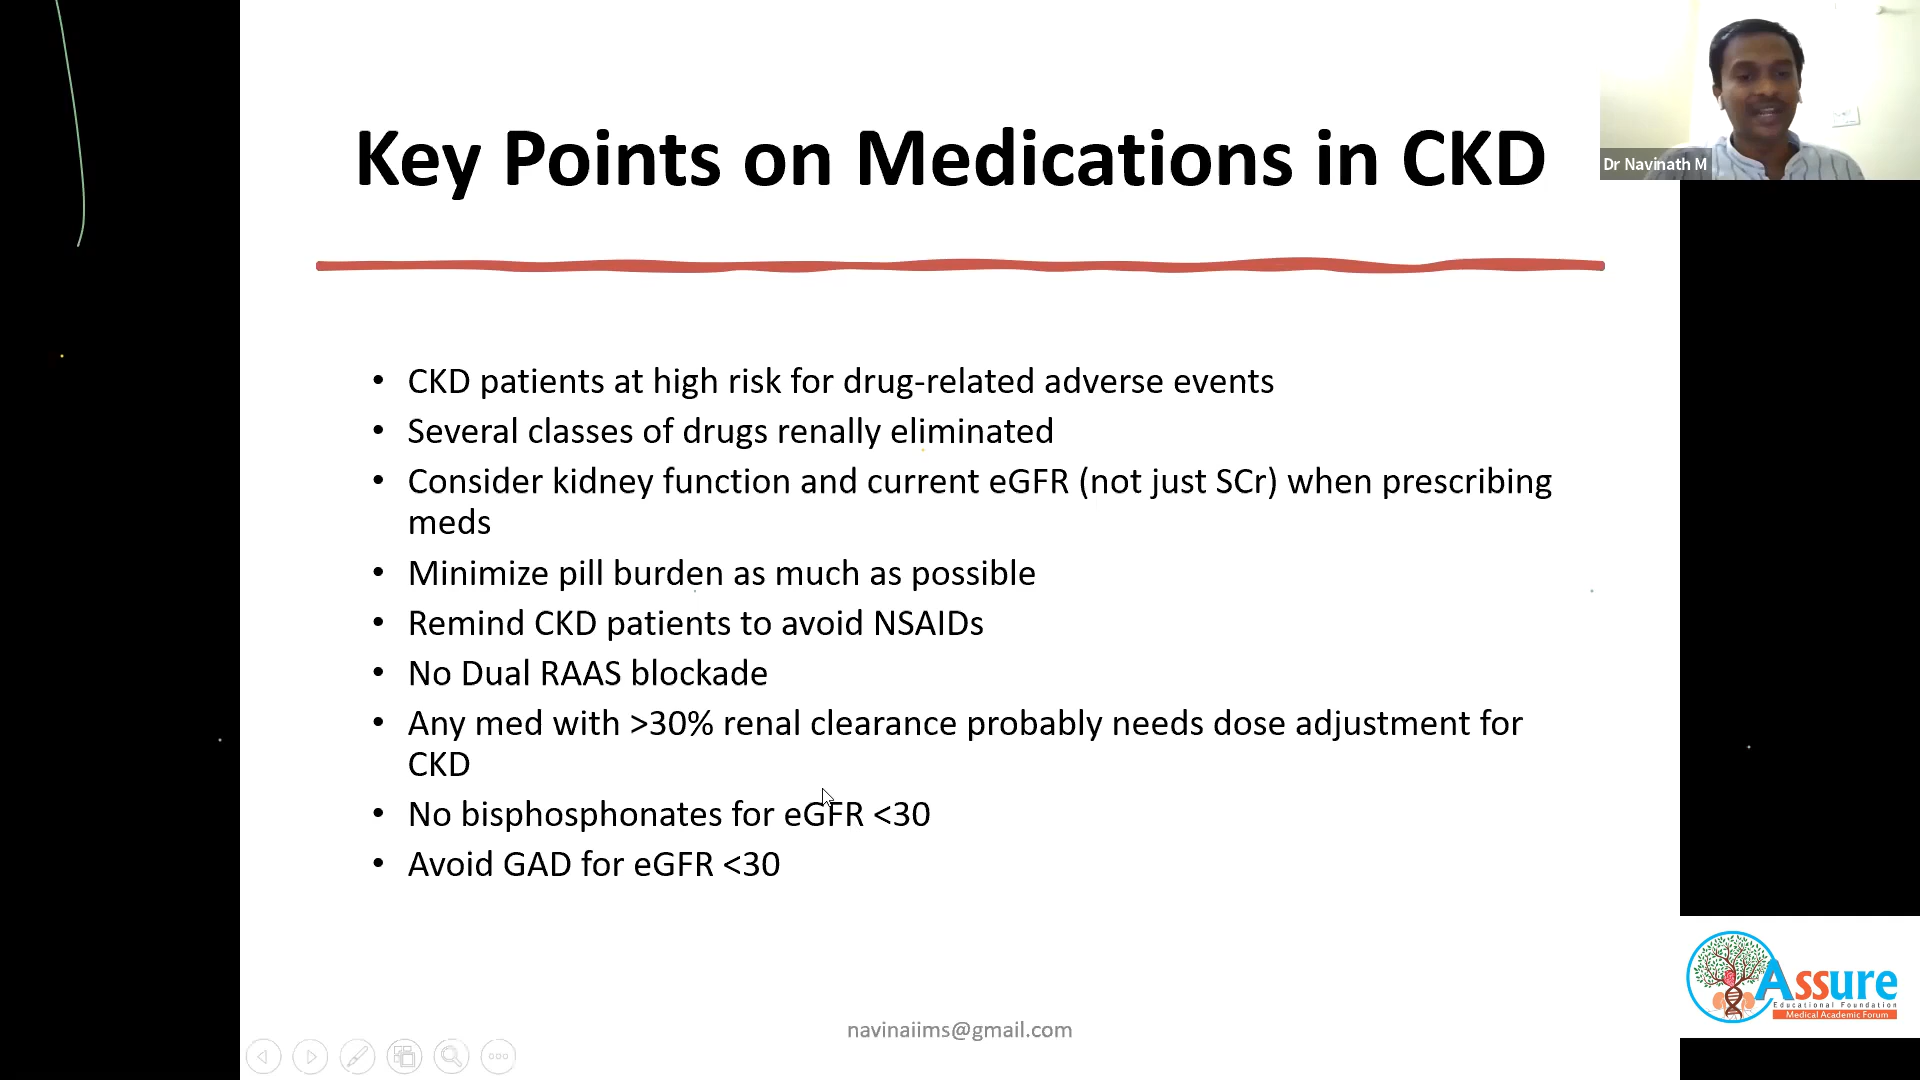 Key Points on Medications in CKD
Dr Navinath M
• CKD patients at high risk for drug-related adverse events
• Several classes of drugs renally eliminated
• Consider kidney function and current eGFR (not just SCr) when prescribing
meds
• Minimize pill burden as much as possible
• Remind CKD patients to avoid NSAIDs
• No Dual RAAS blockade
• Any med with >30% renal clearance probably needs dose adjustment for
CKD
• No bisphosphonates for eGFR <30
• Avoid GAD for eGFR <30
Assure
Educational Foundation
Medical Academic Forum
navinaiims@gmail.com